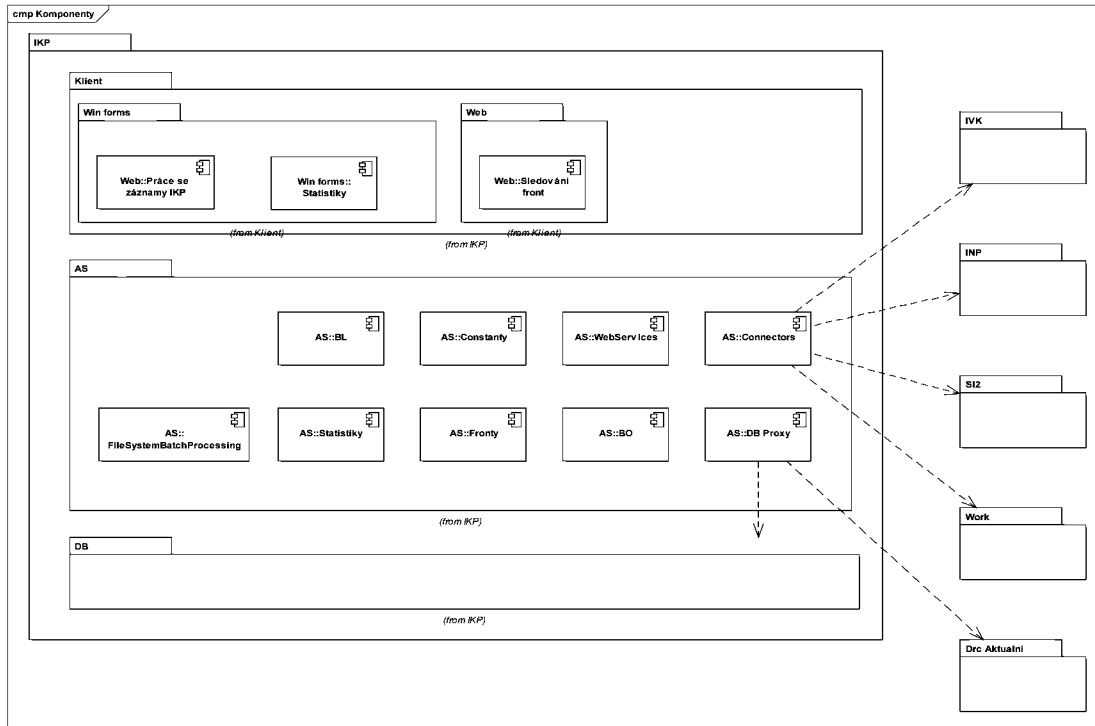 cmp Komponenty
IKP
Klient
Win forms
Web
Web::Práce se
záznamy IKP
Win forms::
Statistiky
Web::Sledování
front
(from Klient)
(from Klient)
(from IKP)
AS
AS::BL
AS::Constanty
AS::WebServices
AS::Connectors
AS::
FileSystemBatchProcessing
AS::Statistiky
AS::Fronty
AS::BO
AS::DB Proxy
(from IKP)
DB
(from IKP)
IVK
INP
SI2
Work
Drc Aktualni